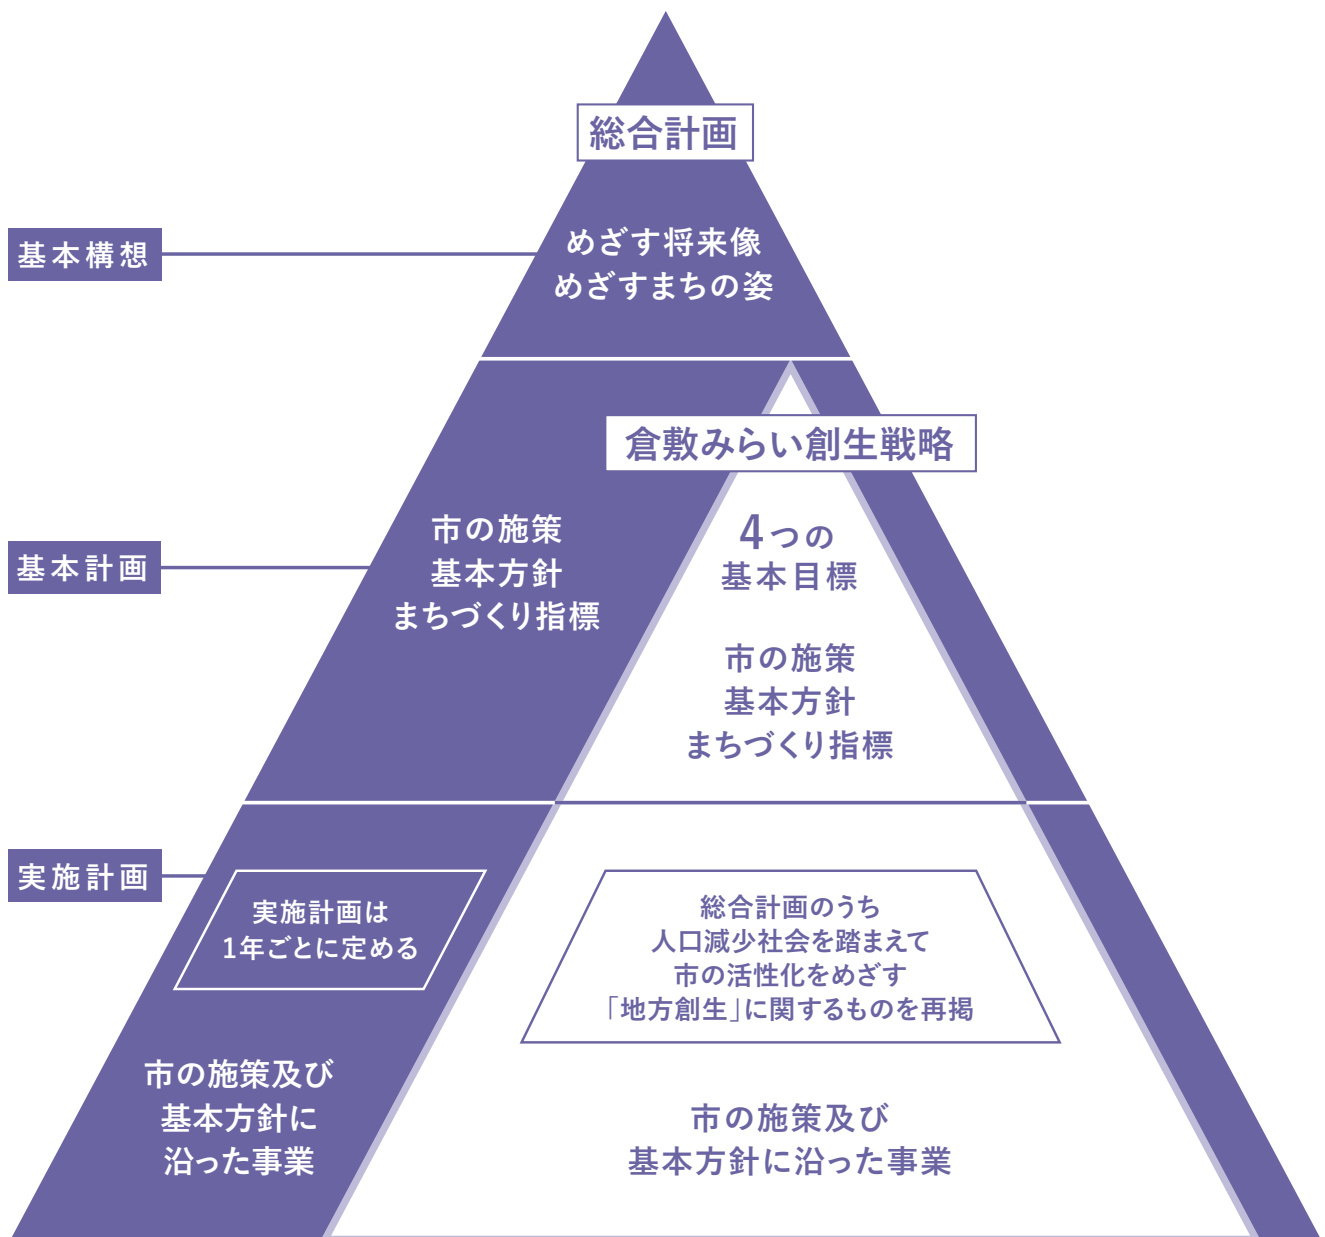 総合計画
基本構想
めざす将来像
めざすまちの姿
倉敷みらい創生戦略
基本計画
市の施策
基本方針
まちづくり指標
4つの
基本目標
市の施策
基本方針
まちづくり指標
実施計画
実施計画は
1年ごとに定める
総合計画のうち
人口減少社会を踏まえて
市の活性化をめざす
「地方創生」に関するものを再掲
市の施策及び
基本方針に
沿った事業
市の施策及び
基本方針に沿った事業